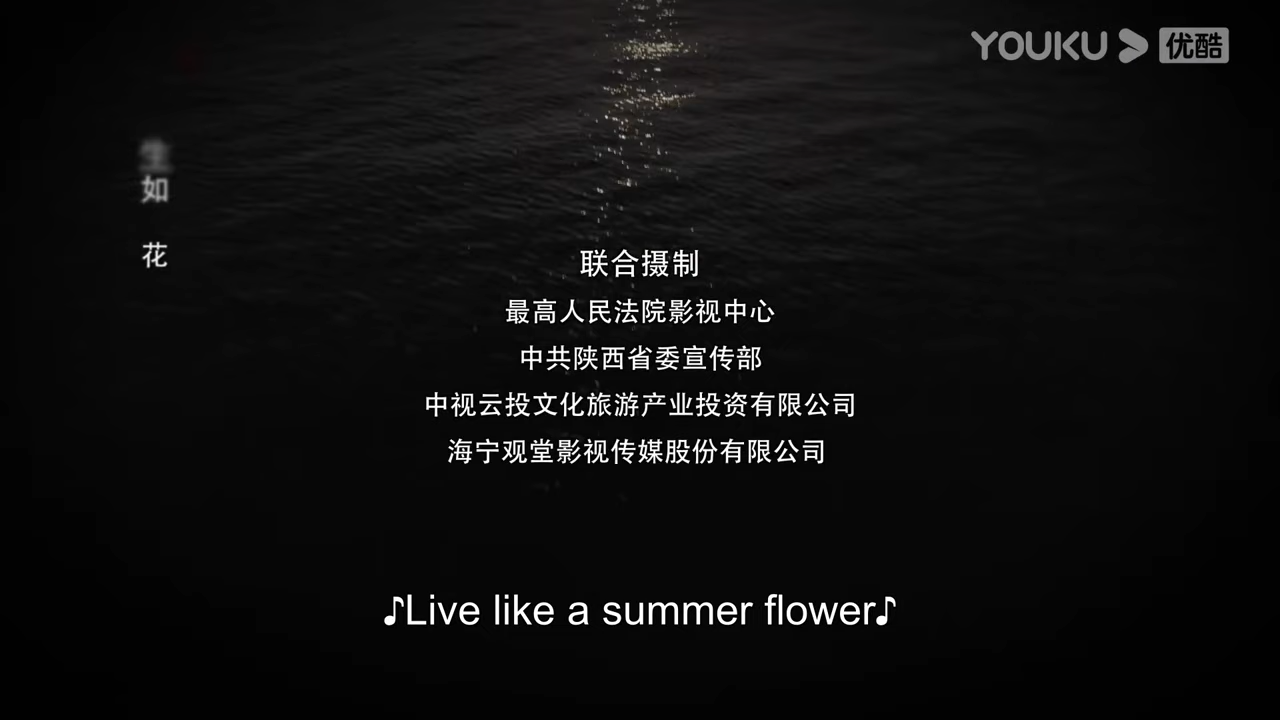 YOUKU 优酷
生如 花
联合摄制
最高人民法院影视中心
中共陕西省委宣传部
中视云投文化旅游产业投资有限公司
海宁观堂影视传媒股份有限公司
♪Live like a summer flower♪